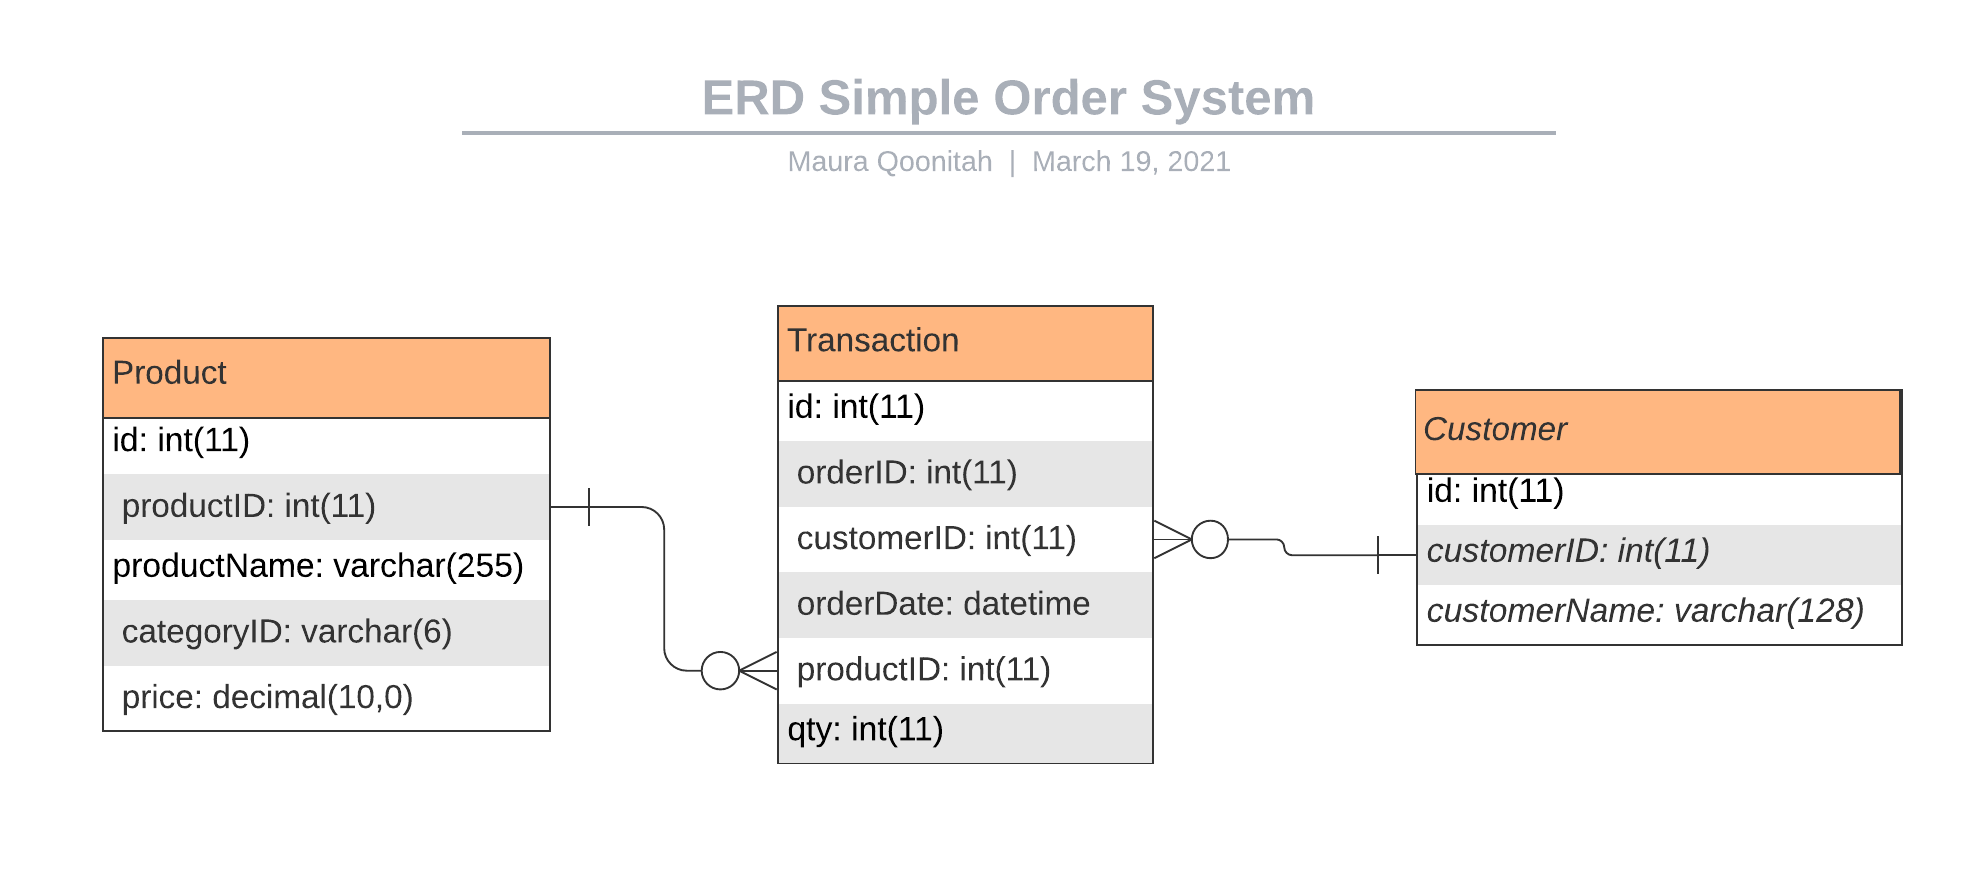 ERD Simple Order System
Maura Qoonitah | March 19, 2021
Product
id: int(11)
productID: int(11)
productName: varchar(255)
categoryID: varchar(6)
price: decimal(10,0)
Transaction
id: int(11)
orderID: int(11)
customerID: int(11)
orderDate: datetime
productID: int(11)
qty: int(11)
Customer
id: int(11)
customerID: int(11)
customerName: varchar(128)